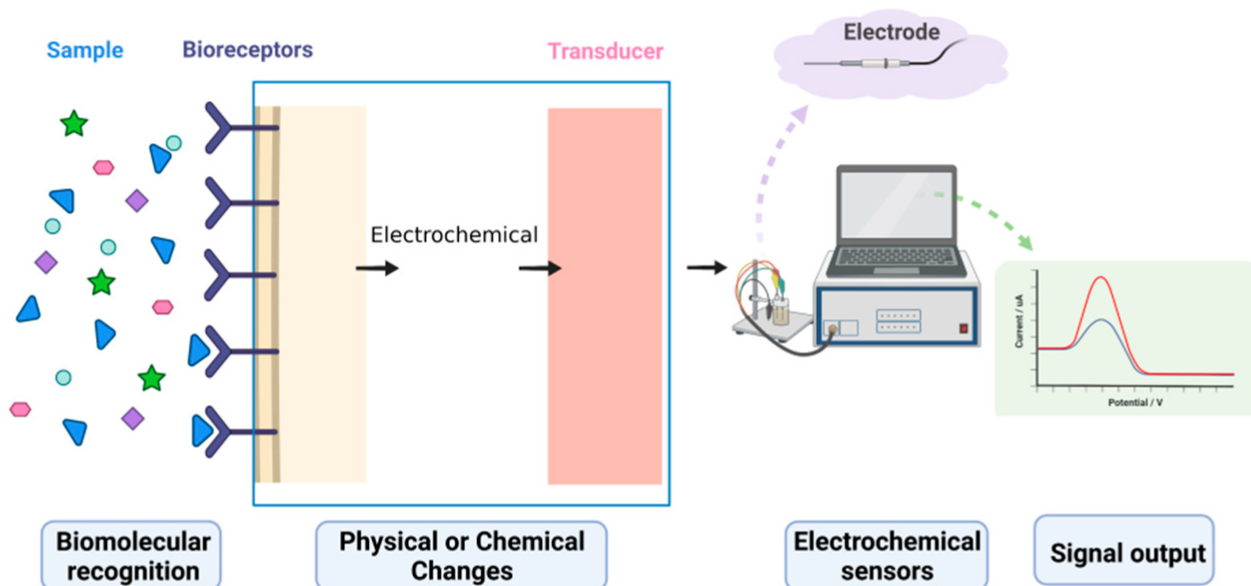 Sample
Bioreceptors
Transducer
Electrode
Electrochemical
Current / uA
Potential / V
Biomolecular
recognition
Physical or Chemical
Changes
Electrochemical
sensors
Signal output